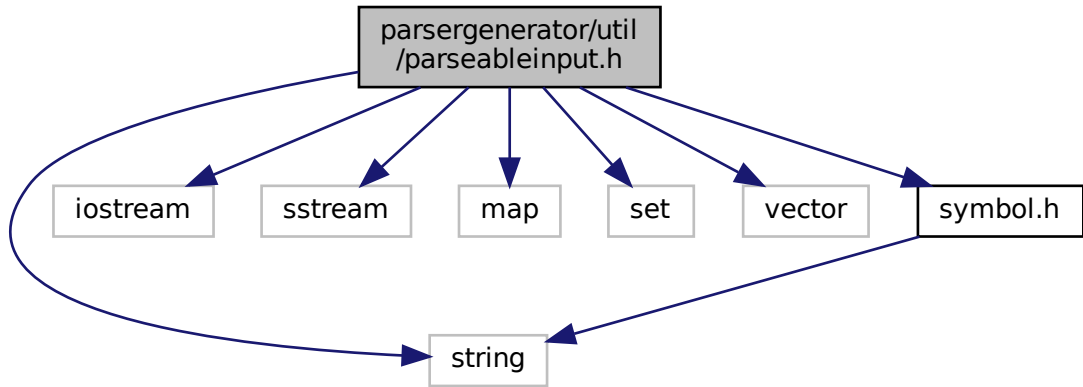 parsergenerator/util
/parseableinput.h
iostream
sstream
map
set
vector
symbol.h
string